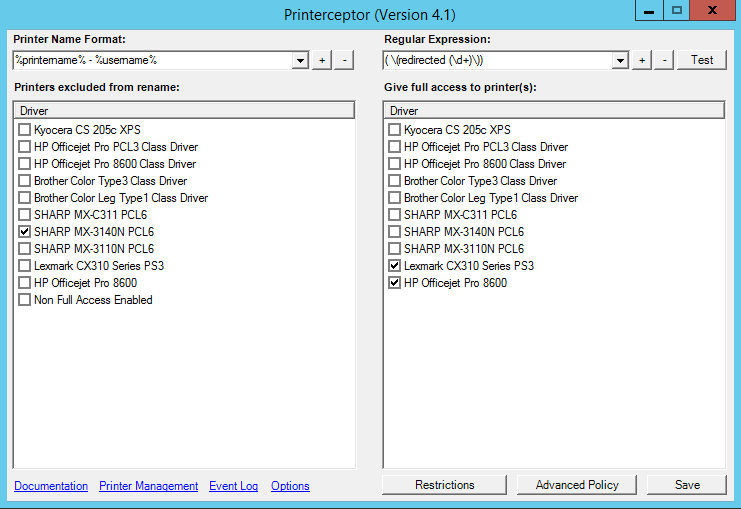 Printerceptor (Version 4.1)
Printer Name Format:
%printername% - %username%
+
-
Regular Expression:
( \(redirected (\d+)\))
+
-
Test
Printers excluded from rename:
Driver
Kyocera CS 205c XPS
HP Officejet Pro PCL3 Class Driver
HP Officejet Pro 8600 Class Driver
Brother Color Type3 Class Driver
Brother Color Leg Type1 Class Driver
SHARP MX-C311 PCL6
SHARP MX-3140N PCL6
SHARP MX-3110N PCL6
Lexmark CX310 Series PS3
HP Officejet Pro 8600
Non Full Access Enabled
Give full access to printer(s):
Driver
Kyocera CS 205c XPS
HP Officejet Pro PCL3 Class Driver
HP Officejet Pro 8600 Class Driver
Brother Color Type3 Class Driver
Brother Color Leg Type1 Class Driver
SHARP MX-C311 PCL6
SHARP MX-3140N PCL6
SHARP MX-3110N PCL6
Lexmark CX310 Series PS3
HP Officejet Pro 8600
Documentation Printer Management Event Log Options
Restrictions
Advanced Policy
Save